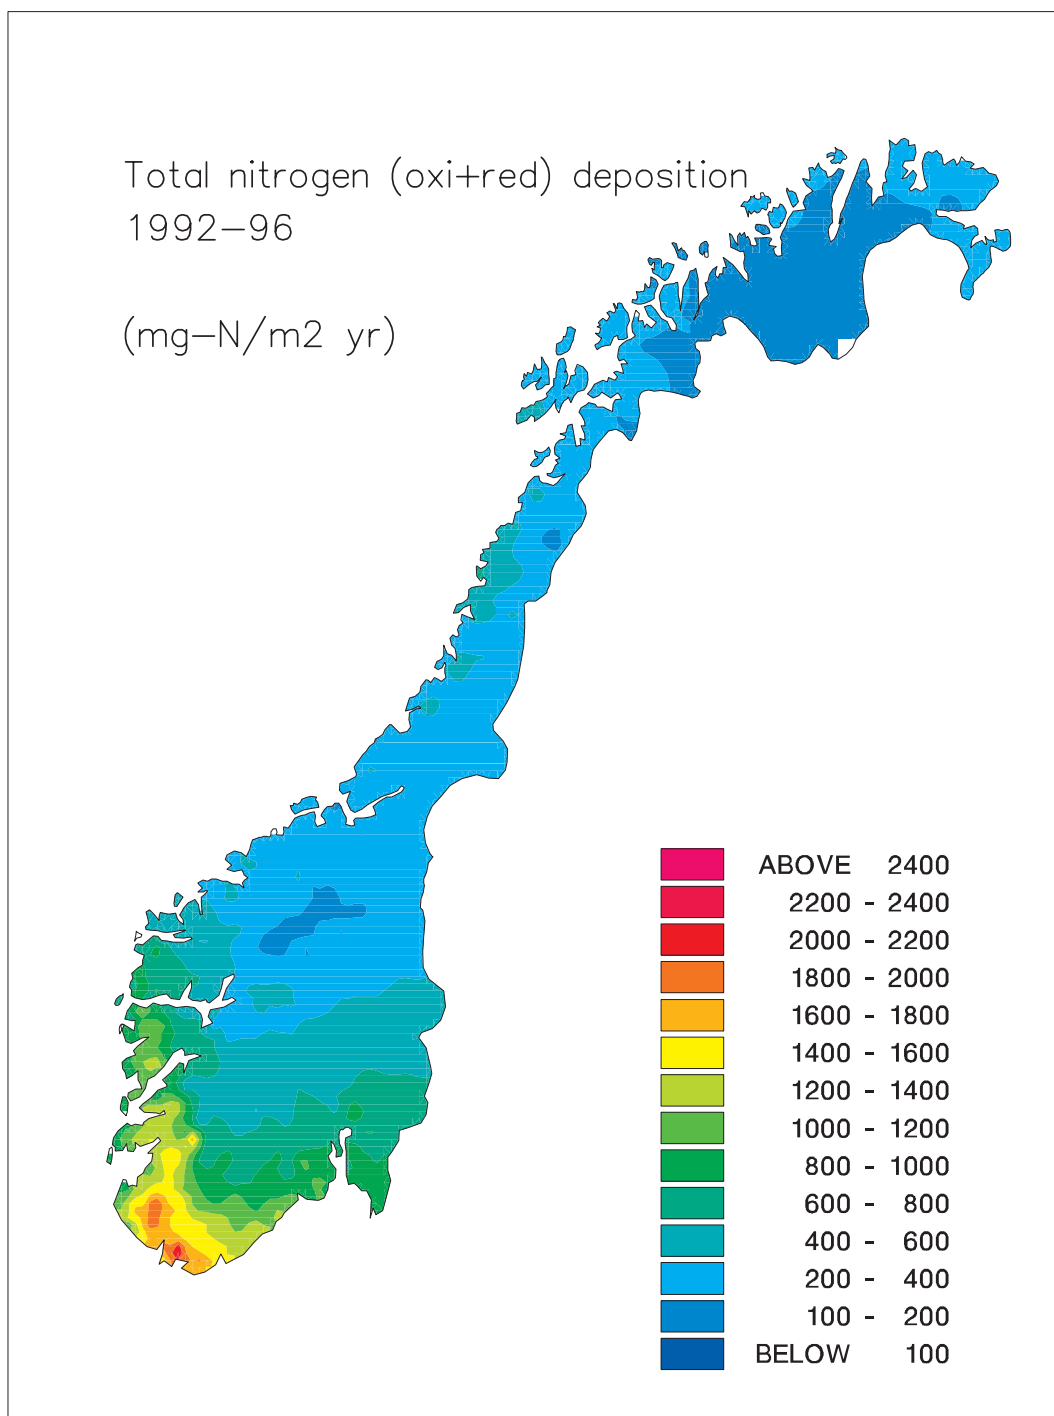 Total nitrogen (oxi+red) deposition
1992-96
(mg-N/m2 yr)
ABOVE 2400
2200 - 2400
2000 - 2200
1800 - 2000
1600 - 1800
1400 - 1600
1200 - 1400
1000 - 1200
800 - 1000
600 - 800
400 - 600
200 - 400
100 - 200
BELOW 100